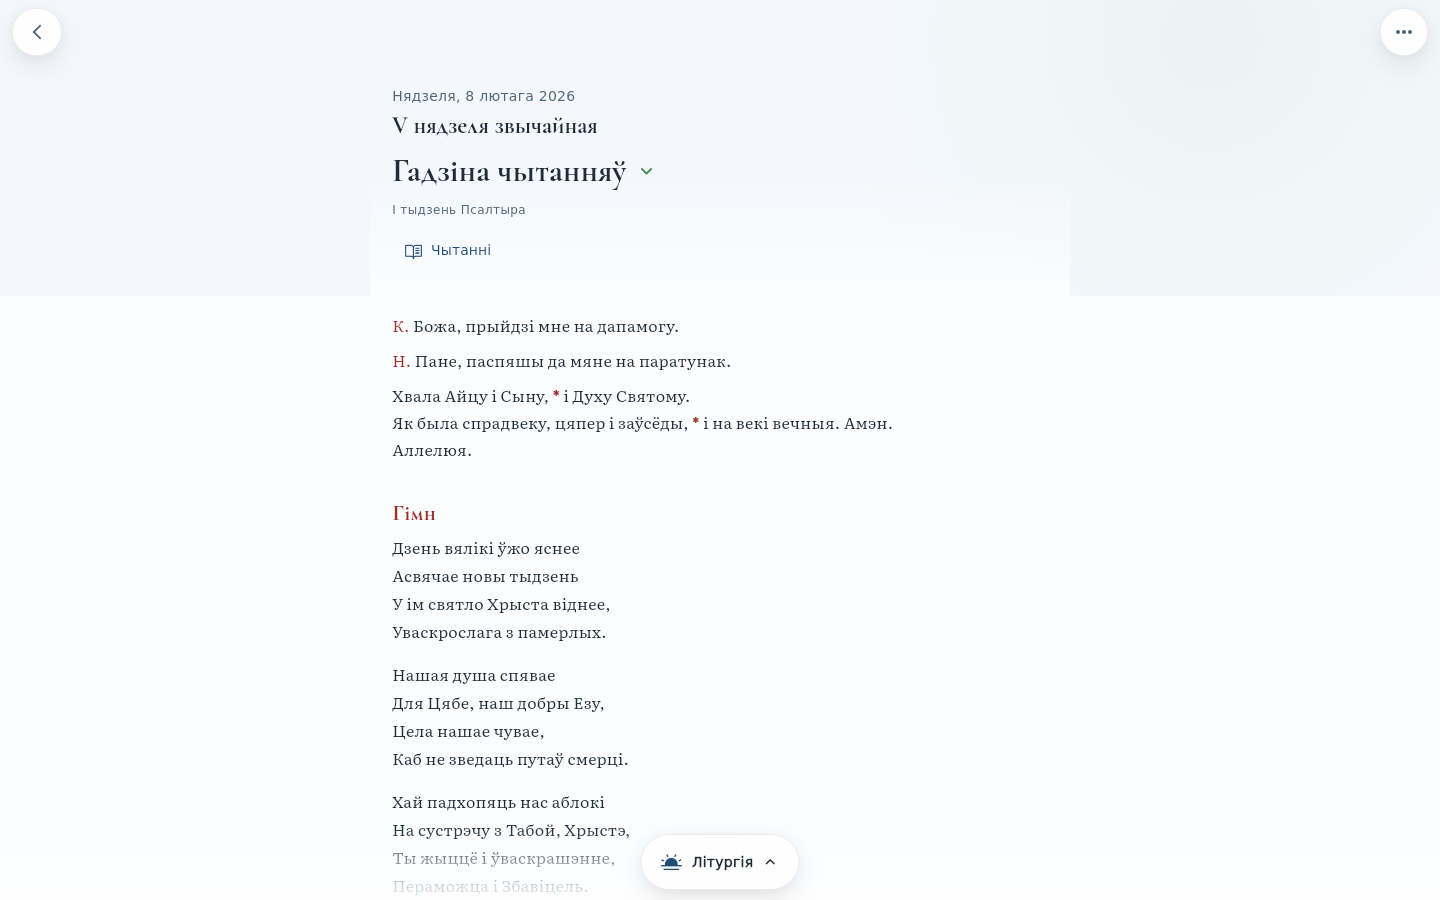 Нядзеля, 8 лютага 2026
V нядзеля звычайная
Гадзіна чытанняў
I тыдзень Псалтыра
Чытанні
К. Божа, прыйдзі мне на дапамогу.
Н. Пане, паспяшы да мяне на паратунак.
Хвала Айцу і Сыну, * і Духу Святому.
Як была спрадвеку, цяпер і заўсёды, * і на векі вечныя. Амэн.
Аллелюя.
Гімн
Дзень вялікі ўжо яснее
Асвячае новы тыдзень
У ім святло Хрыста віднее,
Уваскрослага з памерлых.
Нашая душа спявае
Для Цябе, наш добры Езу,
Цела нашае чувае,
Каб не зведаць путаў смерці.
Хай падхопяць нас аблокі
На сустрэчу з Табой, Хрыстэ,
Ты жыццё і ўваскрашэнне,
Пераможца і Збавіцель.
Літургія